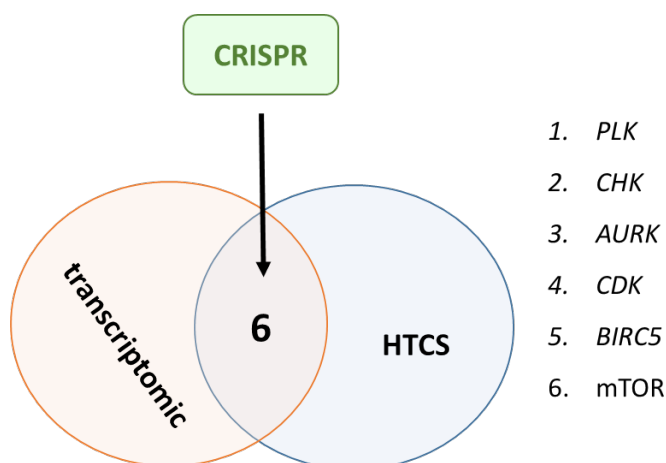 CRISPR
transcriptomic
6
HTCS
1. PLK
2. CHK
3. AURK
4. CDK
5. BIRC5
6. mTOR